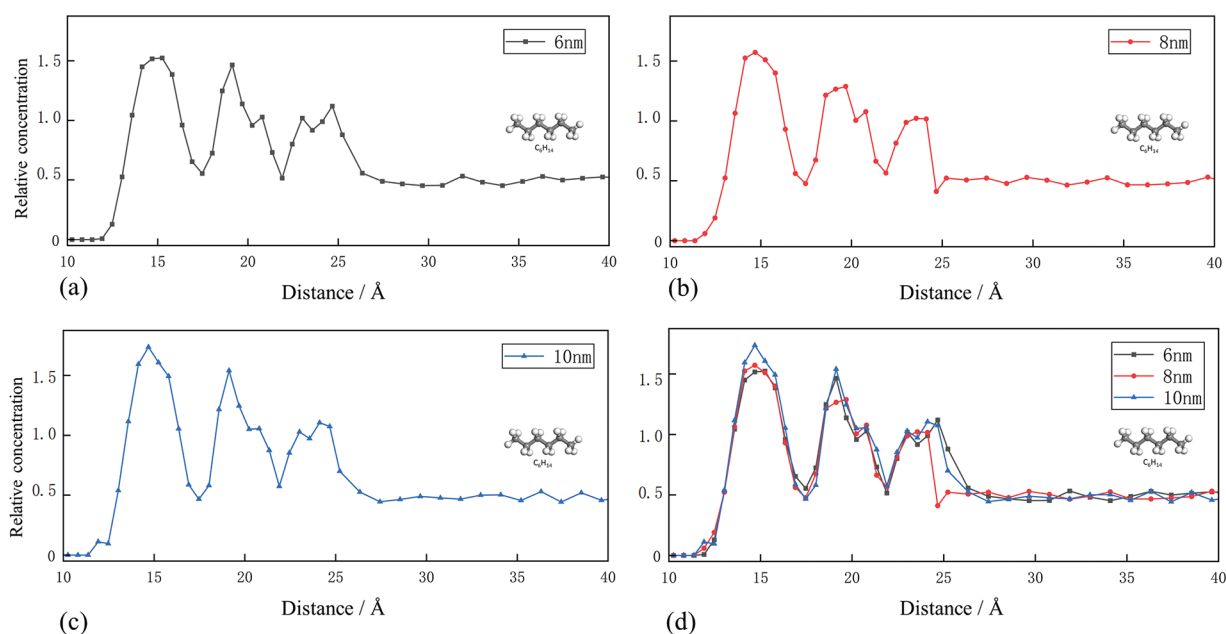 6nm
1.5
1.0
0.5
0
Relative concentration
C₆H₁₄
10 15 20 25 30 35 40
(a) Distance / Å
8nm
1.5
1.0
0.5
0
C₆H₁₄
10 15 20 25 30 35 40
(b) Distance / Å
10nm
1.5
1.0
0.5
0
Relative concentration
C₆H₁₄
10 15 20 25 30 35 40
(c) Distance / Å
6nm
8nm
10nm
1.5
1.0
0.5
0
C₆H₁₄
10 15 20 25 30 35 40
(d) Distance / Å